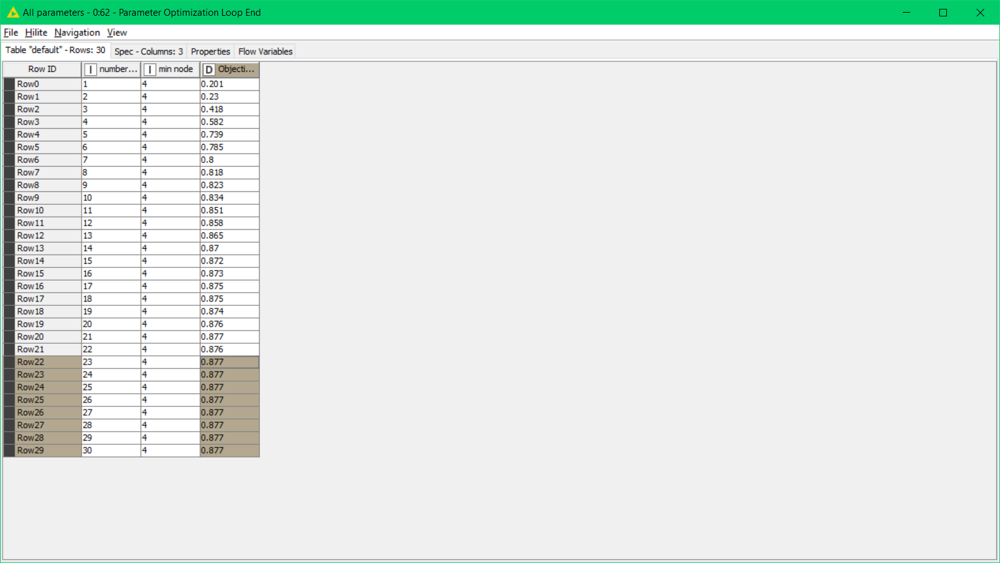 All parameters - 0:62 - Parameter Optimization Loop End
File Hilite Navigation View
Table "default" - Rows: 30 Spec - Columns: 3 Properties Flow Variables
Row ID I number... I min node D Objecti...
Row0 1 4 0.201
Row1 2 4 0.23
Row2 3 4 0.418
Row3 4 4 0.582
Row4 5 4 0.739
Row5 6 4 0.785
Row6 7 4 0.8
Row7 8 4 0.818
Row8 9 4 0.823
Row9 10 4 0.834
Row10 11 4 0.851
Row11 12 4 0.858
Row12 13 4 0.865
Row13 14 4 0.87
Row14 15 4 0.872
Row15 16 4 0.873
Row16 17 4 0.875
Row17 18 4 0.875
Row18 19 4 0.874
Row19 20 4 0.876
Row20 21 4 0.877
Row21 22 4 0.876
Row22 23 4 0.877
Row23 24 4 0.877
Row24 25 4 0.877
Row25 26 4 0.877
Row26 27 4 0.877
Row27 28 4 0.877
Row28 29 4 0.877
Row29 30 4 0.877